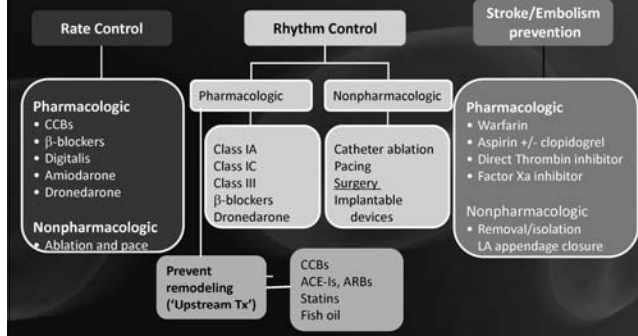 Rate Control
Pharmacologic
• CCBs
• β-blockers
• Digitalis
• Amiodarone
• Dronedarone
Nonpharmacologic
• Ablation and pace
Rhythm Control
Pharmacologic
Class IA
Class IC
Class III
β-blockers
Dronedarone
Nonpharmacologic
Catheter ablation
Pacing
Surgery
Implantable
devices
Prevent
remodeling
('Upstream Tx')
CCBs
ACE-Is, ARBs
Statins
Fish oil
Stroke/Embolism
prevention
Pharmacologic
• Warfarin
• Aspirin +/- clopidogrel
• Direct Thrombin inhibitor
• Factor Xa inhibitor
Nonpharmacologic
• Removal/isolation
LA appendage closure